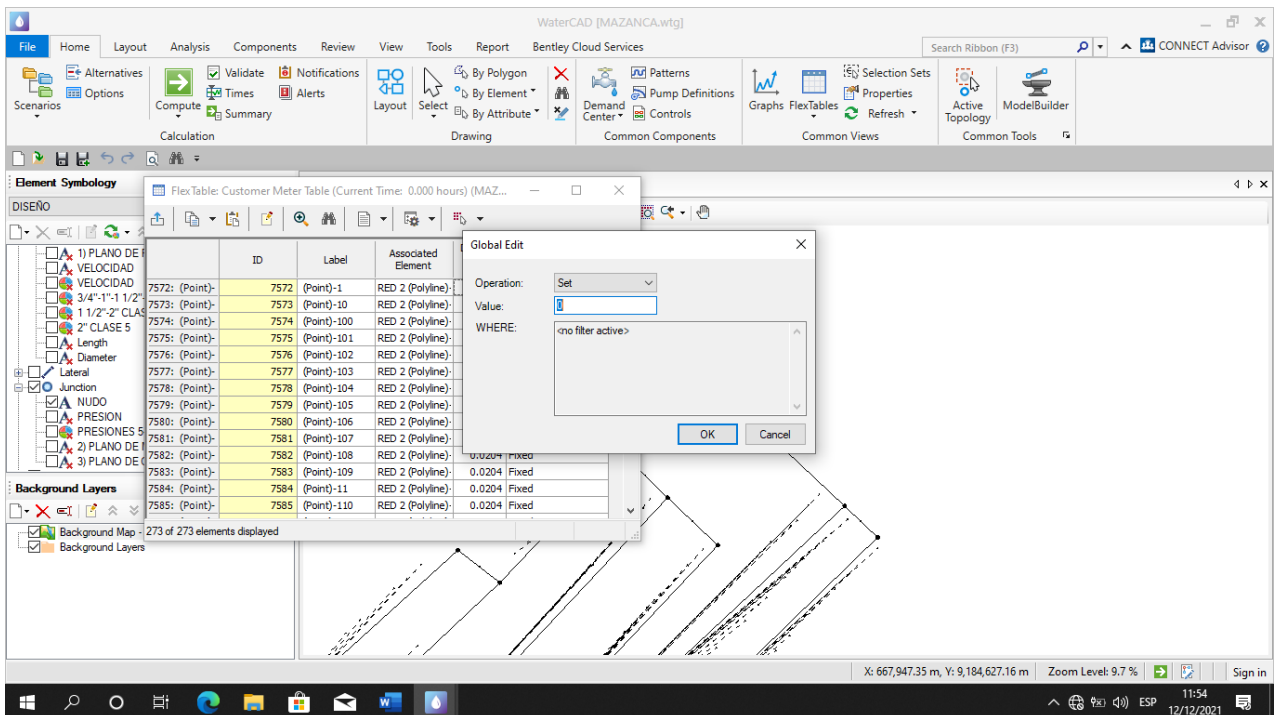 WaterCAD [MAZANCA.wtg]
File Home Layout Analysis Components Review View Tools Report Bentley Cloud Services Search Ribbon (F3) CONNECT Advisor
Scenarios
Alternatives
Options
Compute
Validate
Times
Summary
Notifications
Alerts
Calculation
Layout
Select
By Polygon
By Element
By Attribute
Drawing
Demand Center
Patterns
Pump Definitions
Controls
Common Components
Graphs
FlexTables
Selection Sets
Properties
Refresh
Common Views
Active Topology
ModelBuilder
Common Tools
Element Symbology
DISEÑO
1) PLANO DE
VELOCIDAD
VELOCIDAD
3/4"-1"-1 1/2"
1 1/2"-2" CLAS
2" CLASE 5
Length
Diameter
Lateral
Junction
NUDO
PRESION
PRESIONES 5
2) PLANO DE
3) PLANO DE
Background Layers
Background Map -
Background Layers
FlexTable: Customer Meter Table (Current Time: 0.000 hours) (MAZ...
ID Label Associated Element
7572: (Point)- 7572 (Point)-1 RED 2 (Polyline)-
7573: (Point)- 7573 (Point)-10 RED 2 (Polyline)-
7574: (Point)- 7574 (Point)-100 RED 2 (Polyline)-
7575: (Point)- 7575 (Point)-101 RED 2 (Polyline)-
7576: (Point)- 7576 (Point)-102 RED 2 (Polyline)-
7577: (Point)- 7577 (Point)-103 RED 2 (Polyline)-
7578: (Point)- 7578 (Point)-104 RED 2 (Polyline)-
7579: (Point)- 7579 (Point)-105 RED 2 (Polyline)-
7580: (Point)- 7580 (Point)-106 RED 2 (Polyline)-
7581: (Point)- 7581 (Point)-107 RED 2 (Polyline)-
7582: (Point)- 7582 (Point)-108 RED 2 (Polyline)- 0.0204 Fixed
7583: (Point)- 7583 (Point)-109 RED 2 (Polyline)- 0.0204 Fixed
7584: (Point)- 7584 (Point)-11 RED 2 (Polyline)- 0.0204 Fixed
7585: (Point)- 7585 (Point)-110 RED 2 (Polyline)- 0.0204 Fixed
273 of 273 elements displayed
Global Edit
Operation: Set
Value: 0
WHERE: <no filter active>
OK Cancel
X: 667,947.35 m, Y: 9,184,627.16 m Zoom Level: 9.7 % Sign in
ESP
11:54
12/12/2021